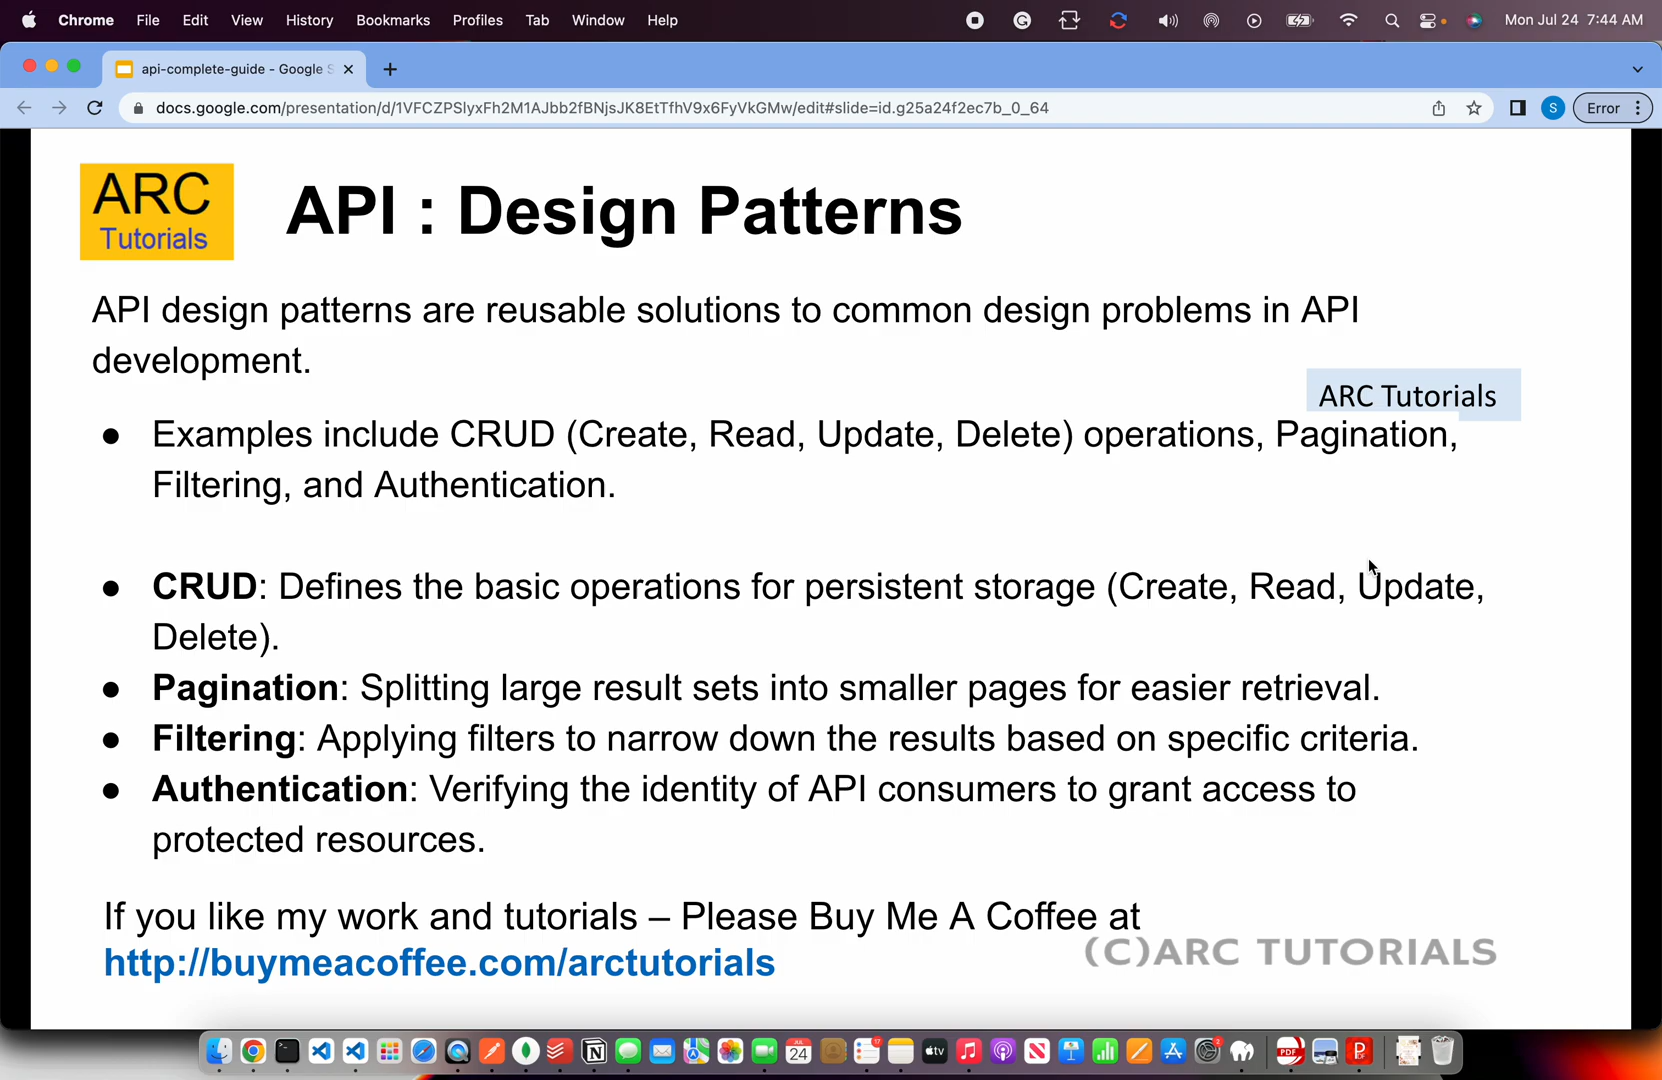 Chrome File Edit View History Bookmarks Profiles Tab Window Help Mon Jul 24 7:44 AM
api-complete-guide - Google S
docs.google.com/presentation/d/1VFCZPSlyxFh2M1AJbb2fBNjsJK8EtTfhV9x6FyVkGMw/edit#slide=id.g25a24f2ec7b_0_64 S Error
ARC
Tutorials
API : Design Patterns
API design patterns are reusable solutions to common design problems in API
development.
ARC Tutorials
● Examples include CRUD (Create, Read, Update, Delete) operations, Pagination,
Filtering, and Authentication.
● CRUD: Defines the basic operations for persistent storage (Create, Read, Update,
Delete).
● Pagination: Splitting large result sets into smaller pages for easier retrieval.
● Filtering: Applying filters to narrow down the results based on specific criteria.
● Authentication: Verifying the identity of API consumers to grant access to
protected resources.
If you like my work and tutorials – Please Buy Me A Coffee at
http://buymeacoffee.com/arctutorials
(C)ARC TUTORIALS
JUL
24
17
tv
2
PDF